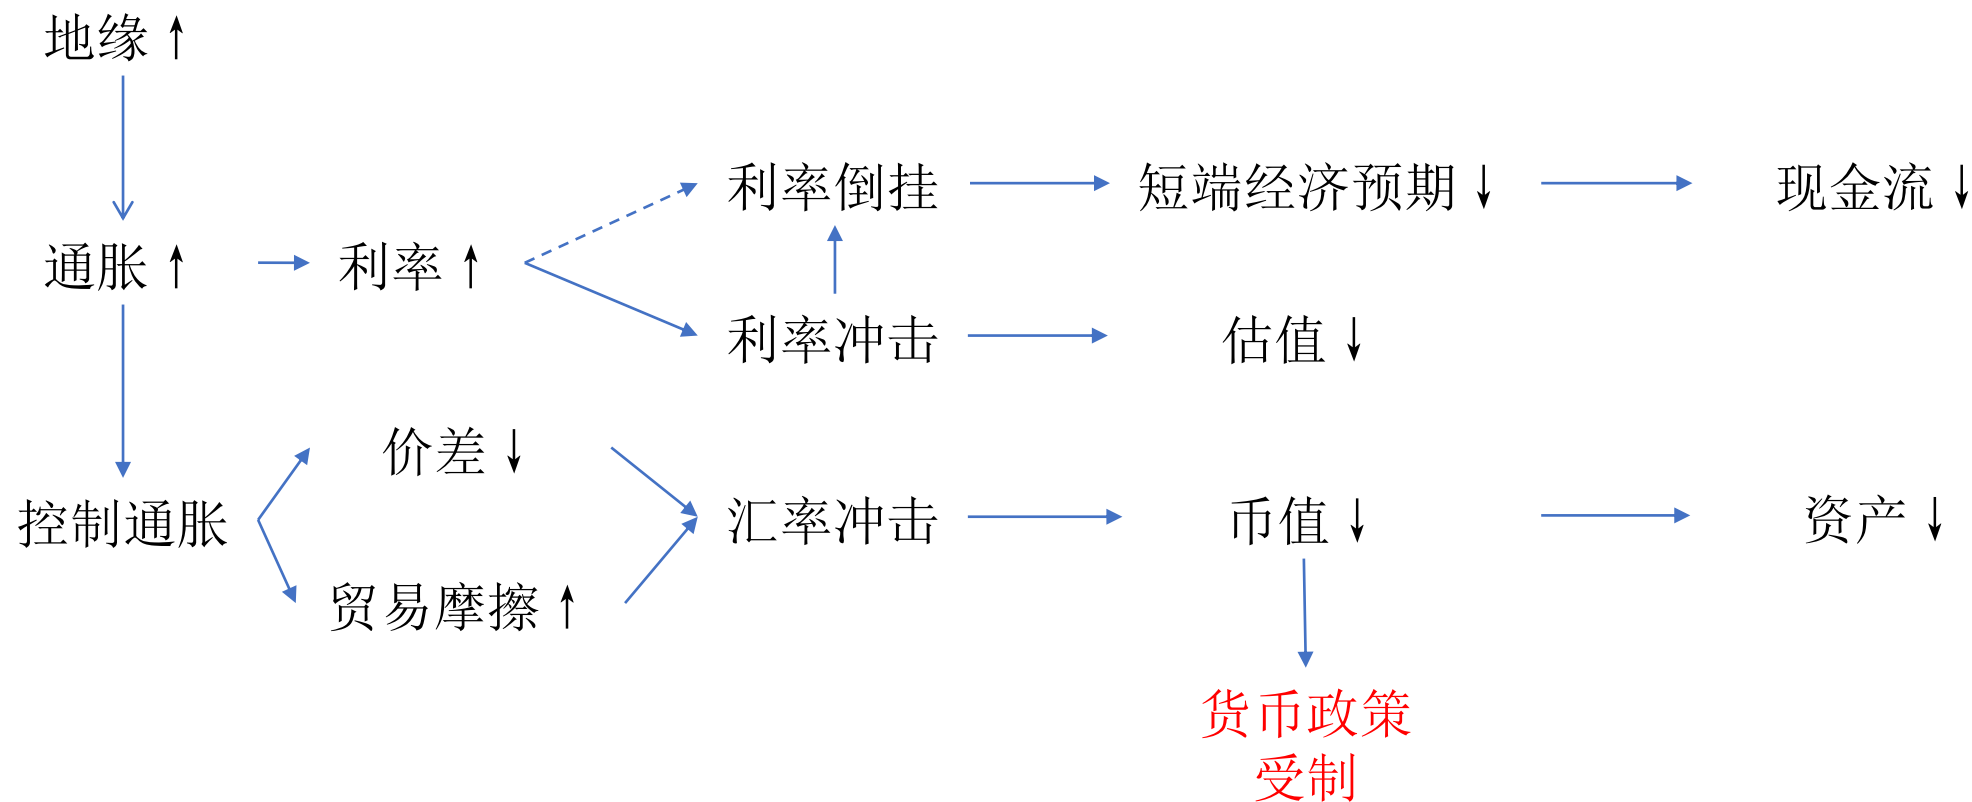 地缘↑
利率倒挂
短端经济预期↓
现金流↓
通胀↑
利率↑
利率冲击
估值↓
价差↓
控制通胀
汇率冲击
币值↓
资产↓
贸易摩擦↑
货币政策
受制